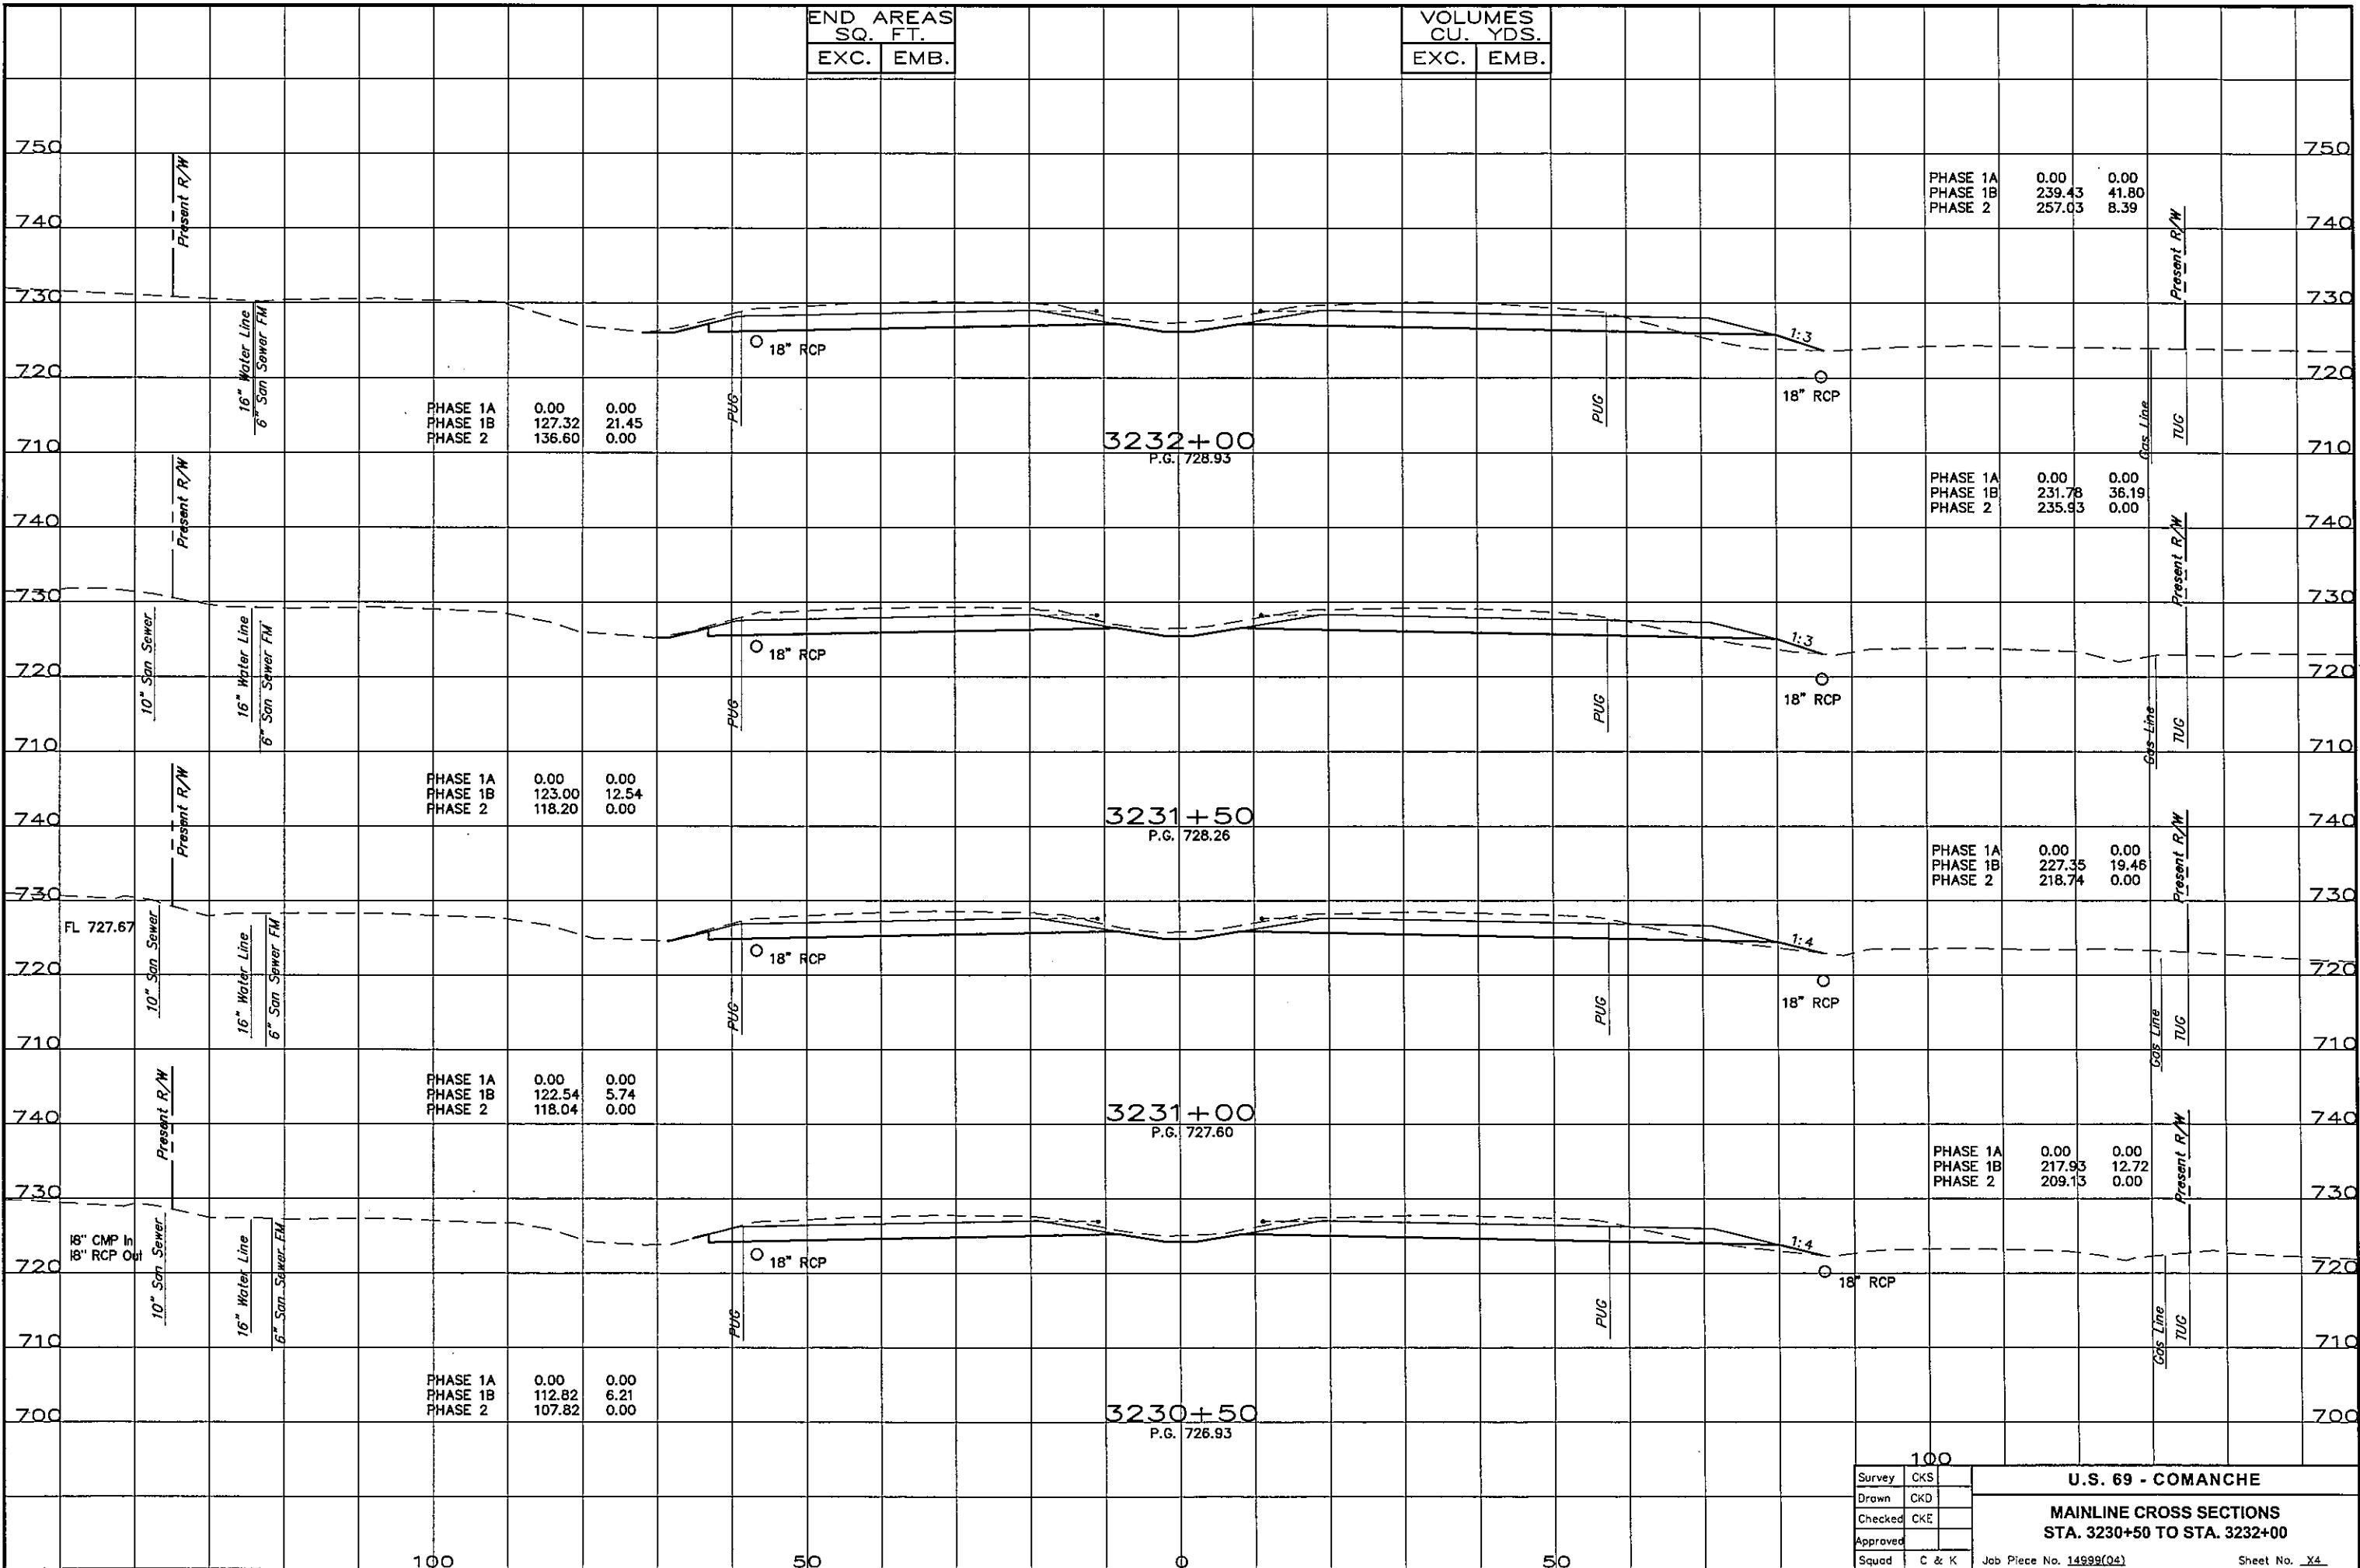 END AREAS
SQ. FT.
EXC. EMB.
VOLUMES
CU. YDS.
EXC. EMB.
750 750
Present R/W
PHASE 1A 0.00 0.00
PHASE 1B 239.43 41.80
PHASE 2 257.03 8.39
740 740
Present R/W
730 730
16" Water Line
6" San Sewer FM
18" RCP
1:3
720 720
18" RCP
PUG
PUG
Gas Line
TUG
PHASE 1A 0.00 0.00
PHASE 1B 127.32 21.45
PHASE 2 136.60 0.00
710 710
3232+00
P.G. 728.93
Present R/W
PHASE 1A 0.00 0.00
PHASE 1B 231.78 36.19
PHASE 2 235.93 0.00
740 740
Present R/W
730 730
10" San Sewer
16" Water Line
6" San Sewer FM
18" RCP
1:3
720 720
18" RCP
PUG
PUG
Gas Line
TUG
710 710
Present R/W
PHASE 1A 0.00 0.00
PHASE 1B 123.00 12.54
PHASE 2 118.20 0.00
740 740
3231+50
P.G. 728.26
PHASE 1A 0.00 0.00
PHASE 1B 227.35 19.46
PHASE 2 218.74 0.00
Present R/W
730 730
FL 727.67
10" San Sewer
16" Water Line
6" San Sewer FM
18" RCP
1:4
720 720
18" RCP
PUG
PUG
Gas Line
TUG
710 710
Present R/W
PHASE 1A 0.00 0.00
PHASE 1B 122.54 5.74
PHASE 2 118.04 0.00
740 740
3231+00
P.G. 727.60
PHASE 1A 0.00 0.00
PHASE 1B 217.93 12.72
PHASE 2 209.13 0.00
Present R/W
730 730
18" CMP In
18" RCP Out
10" San Sewer
16" Water Line
6" San Sewer FM
18" RCP
1:4
720 720
18" RCP
PUG
PUG
Gas Line
TUG
710 710
PHASE 1A 0.00 0.00
PHASE 1B 112.82 6.21
PHASE 2 107.82 0.00
700 700
3230+50
P.G. 726.93
100 50 0 50 100
Survey CKS
Drawn CKD
Checked CKE
Approved
Squad C & K
U.S. 69 - COMANCHE
MAINLINE CROSS SECTIONS
STA. 3230+50 TO STA. 3232+00
Job Piece No. 14999(04) Sheet No. X4